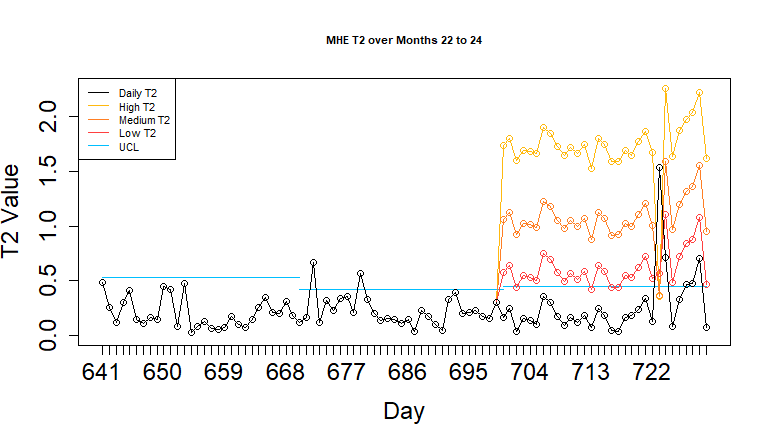 MHE T2 over Months 22 to 24
Daily T2
High T2
Medium T2
Low T2
UCL
T2 Value
2.0
1.5
1.0
0.5
0.0
641 650 659 668 677 686 695 704 713 722
Day